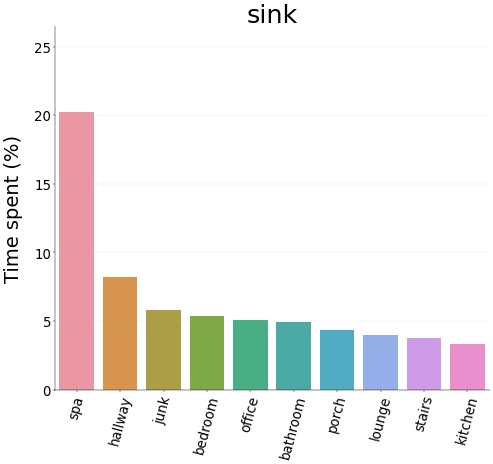 sink
Time spent (%)
25
20
15
10
5
0
spa
hallway
junk
bedroom
office
bathroom
porch
lounge
stairs
kitchen